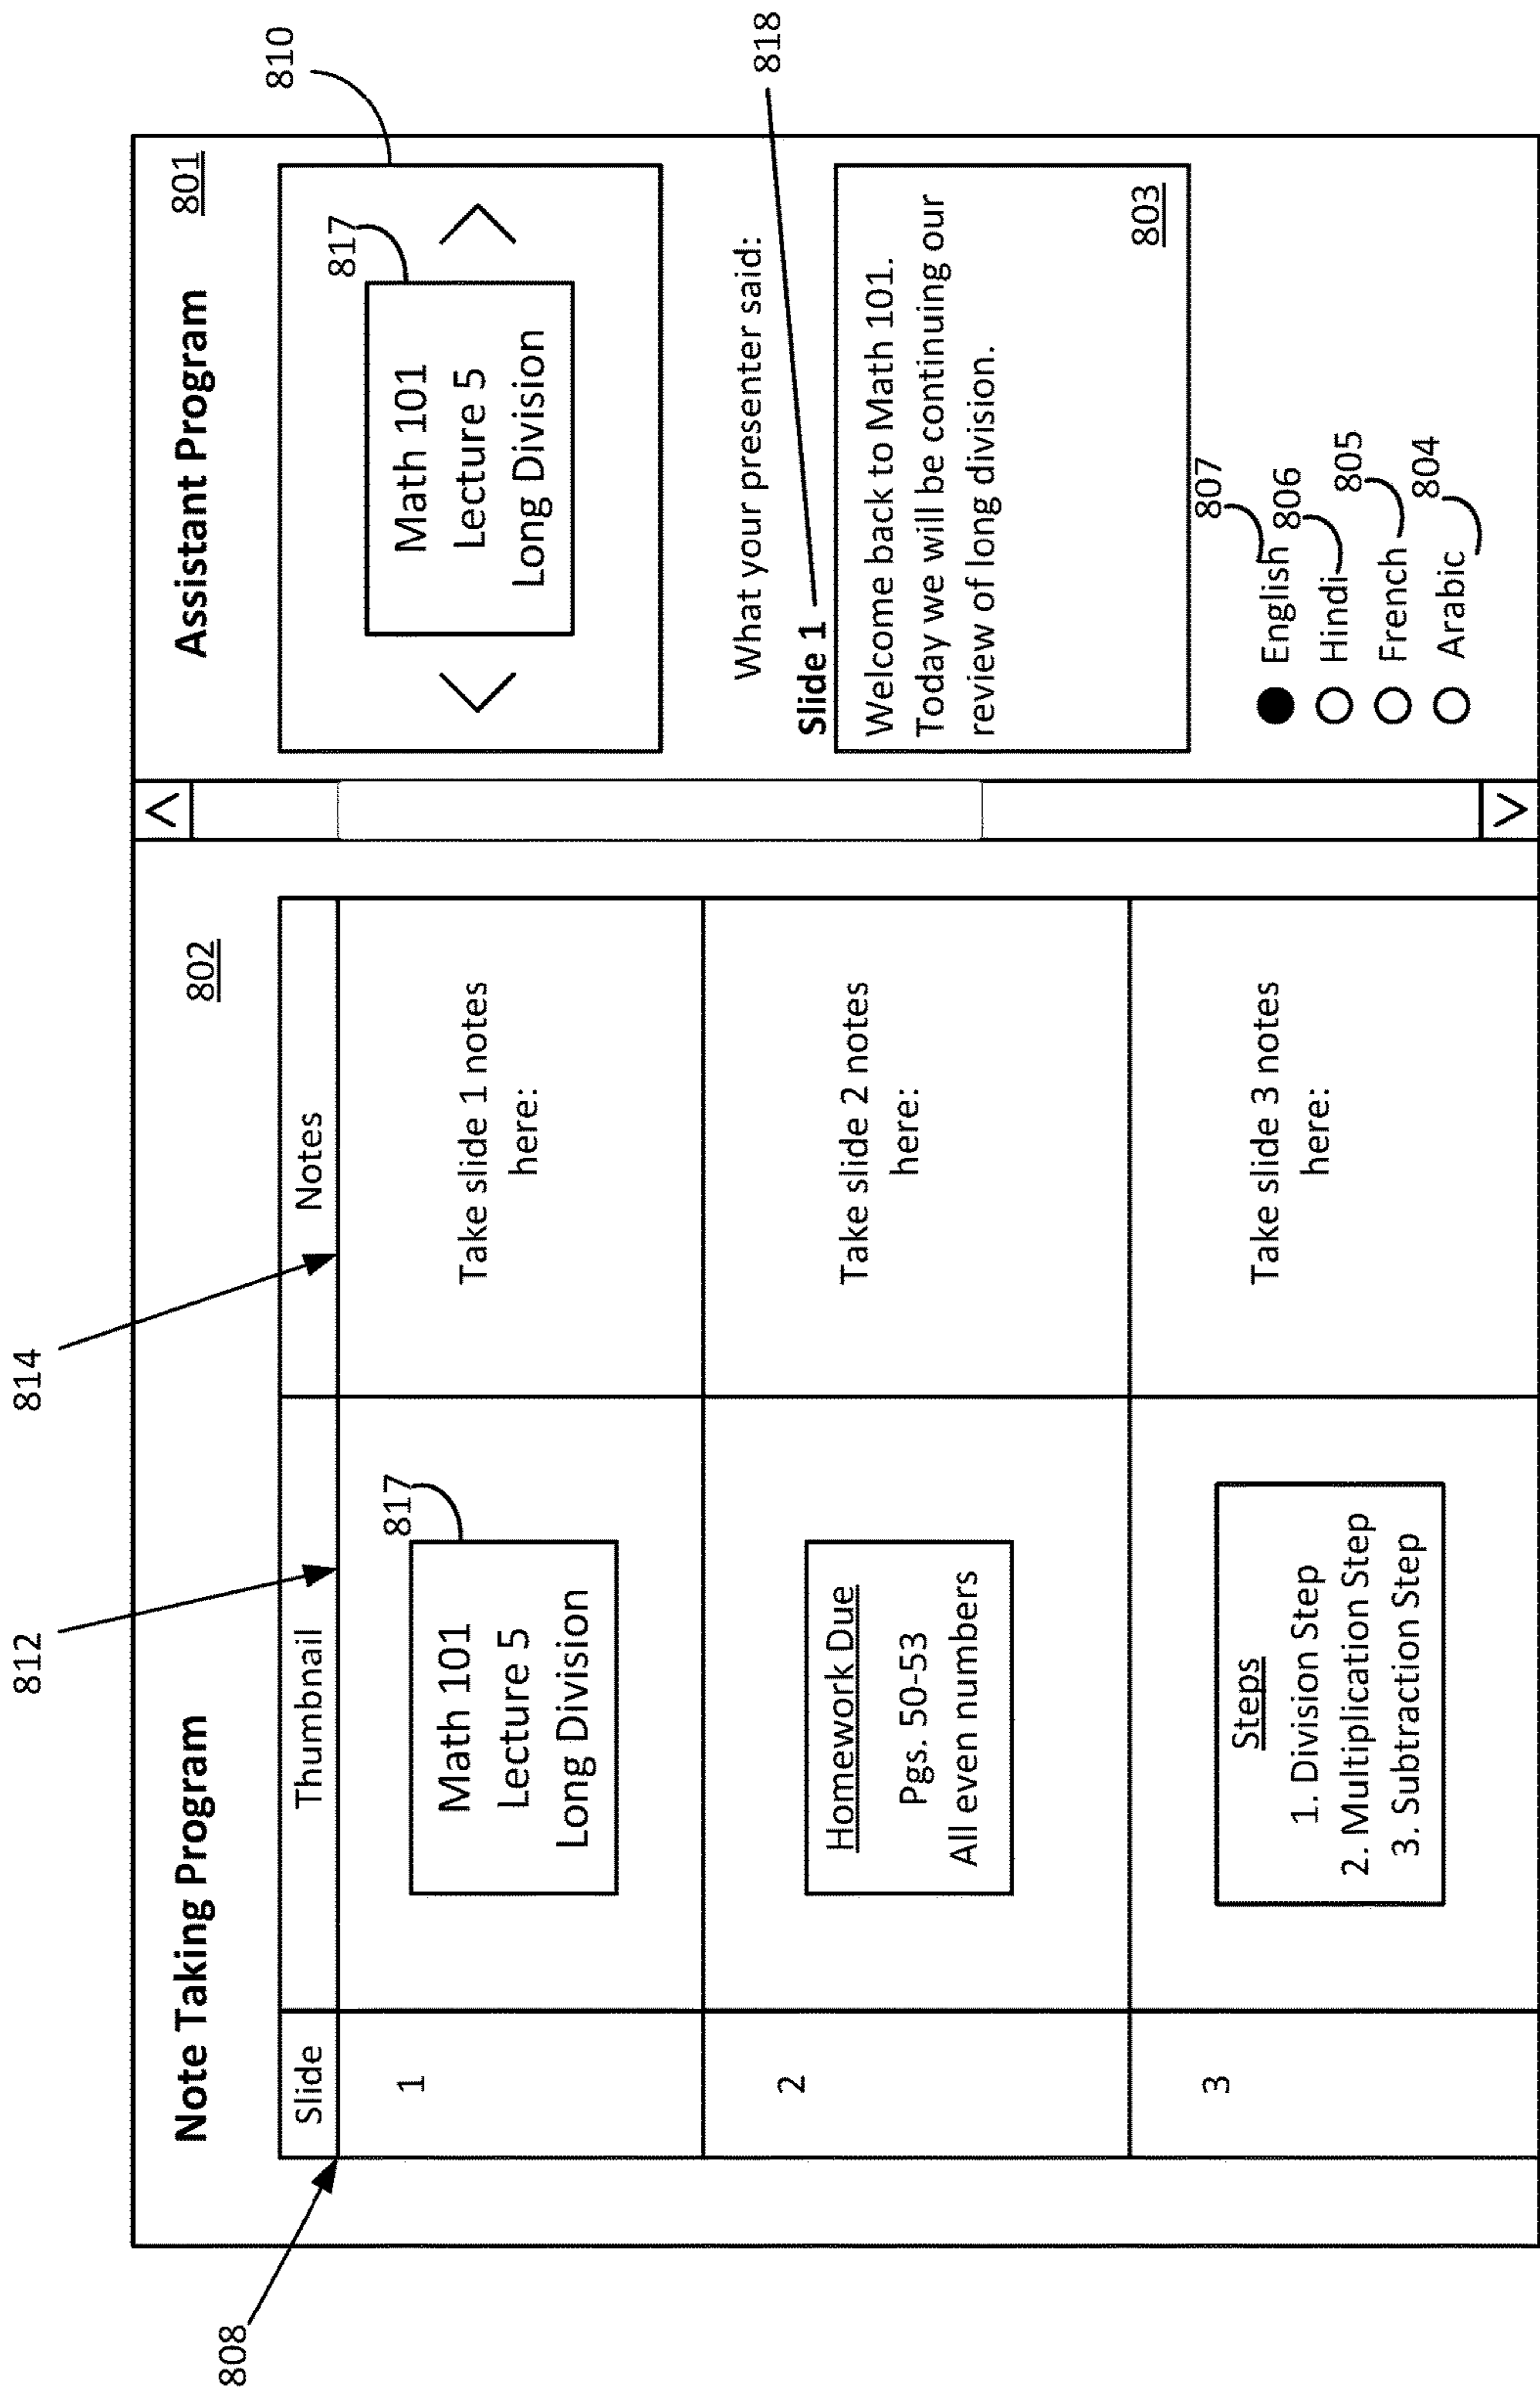 812
814
810
808
Note Taking Program
802
Slide
Thumbnail
Notes
1
817
Math 101
Lecture 5
Long Division
Take slide 1 notes
here:
2
Homework Due
Pgs. 50-53
All even numbers
Take slide 2 notes
here:
3
Steps
1. Division Step
2. Multiplication Step
3. Subtraction Step
Take slide 3 notes
here:
Assistant Program
801
817
Math 101
Lecture 5
Long Division
What your presenter said:
818
Slide 1
Welcome back to Math 101.
Today we will be continuing our
review of long division.
803
English
807
Hindi
806
French
805
Arabic
804